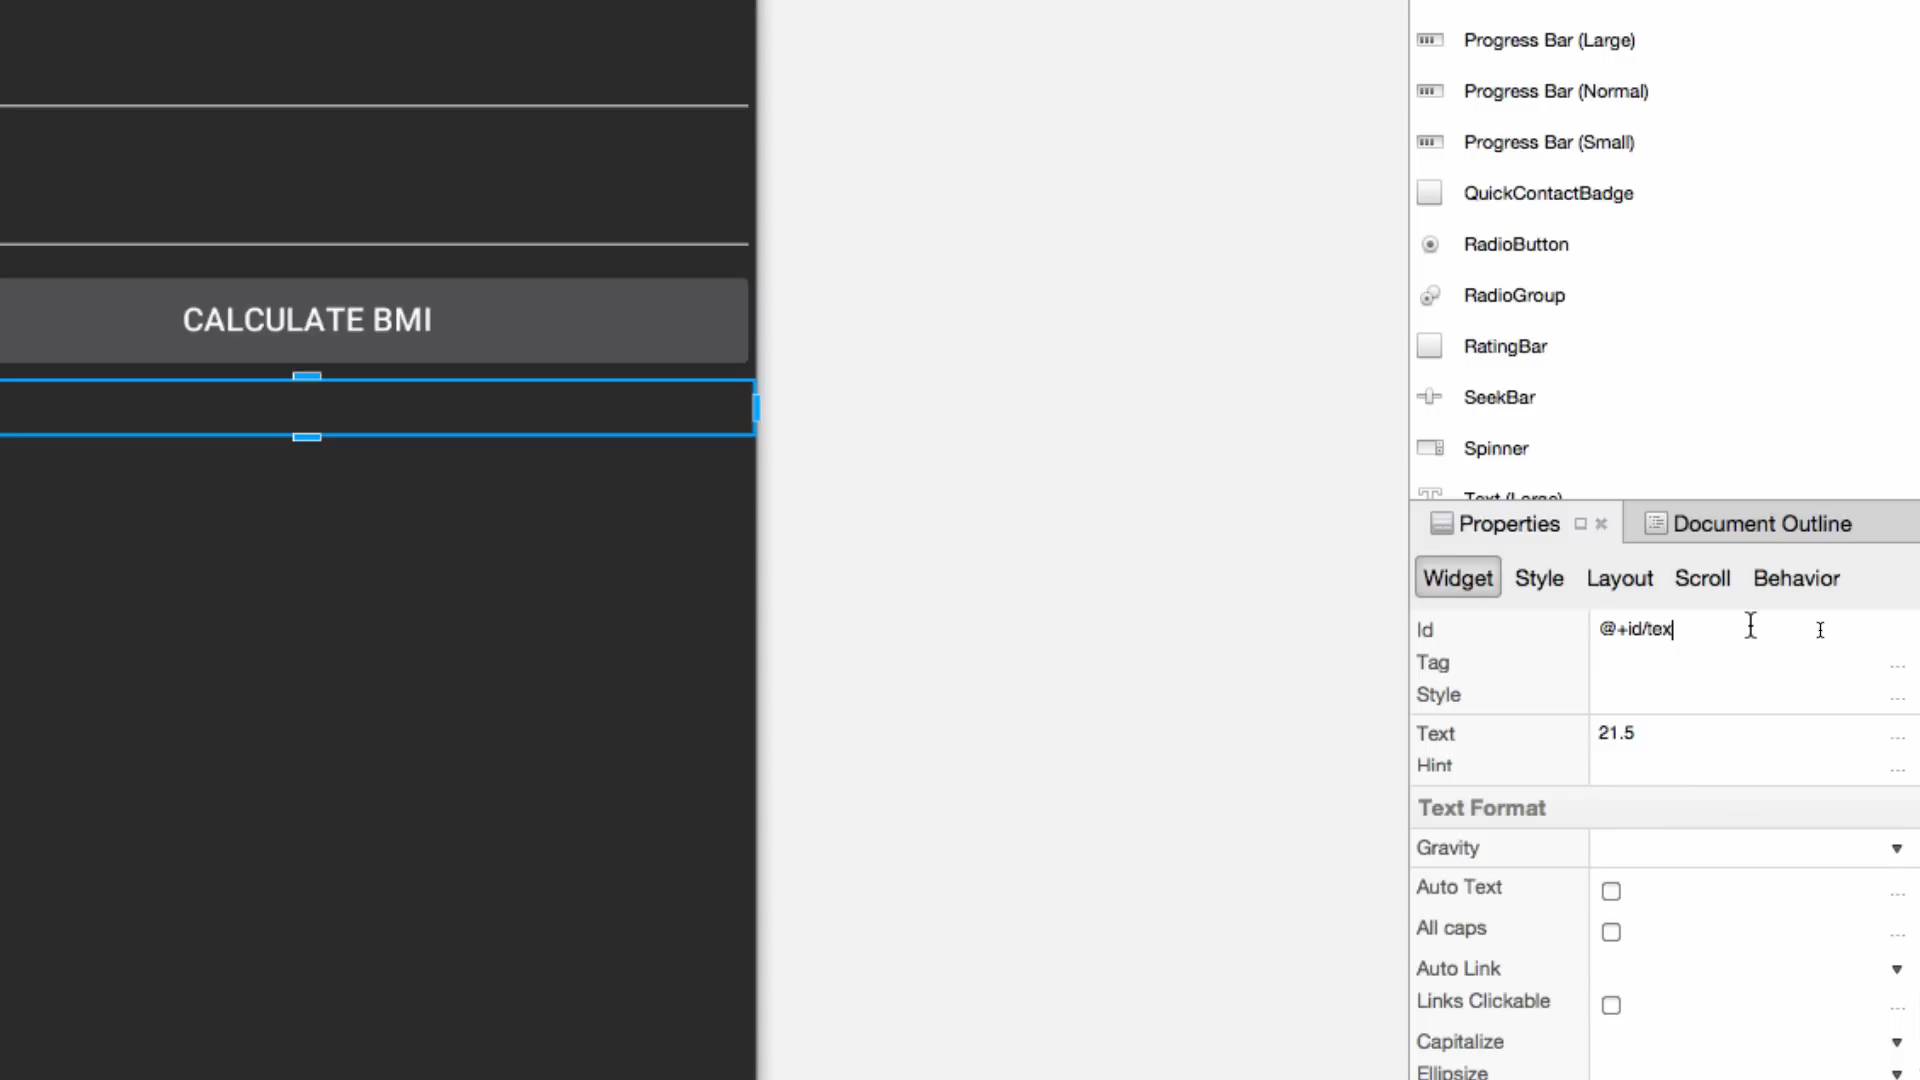 Progress Bar (Large)
Progress Bar (Normal)
Progress Bar (Small)
QuickContactBadge
RadioButton
RadioGroup
RatingBar
SeekBar
Spinner
Text (Large)
CALCULATE BMI
Properties
Document Outline
Widget
Style
Layout
Scroll
Behavior
Id @+id/tex
Tag ...
Style ...
Text 21.5 ...
Hint ...
Text Format
Gravity
Auto Text ...
All caps ...
Auto Link
Links Clickable ...
Capitalize
Ellipsize